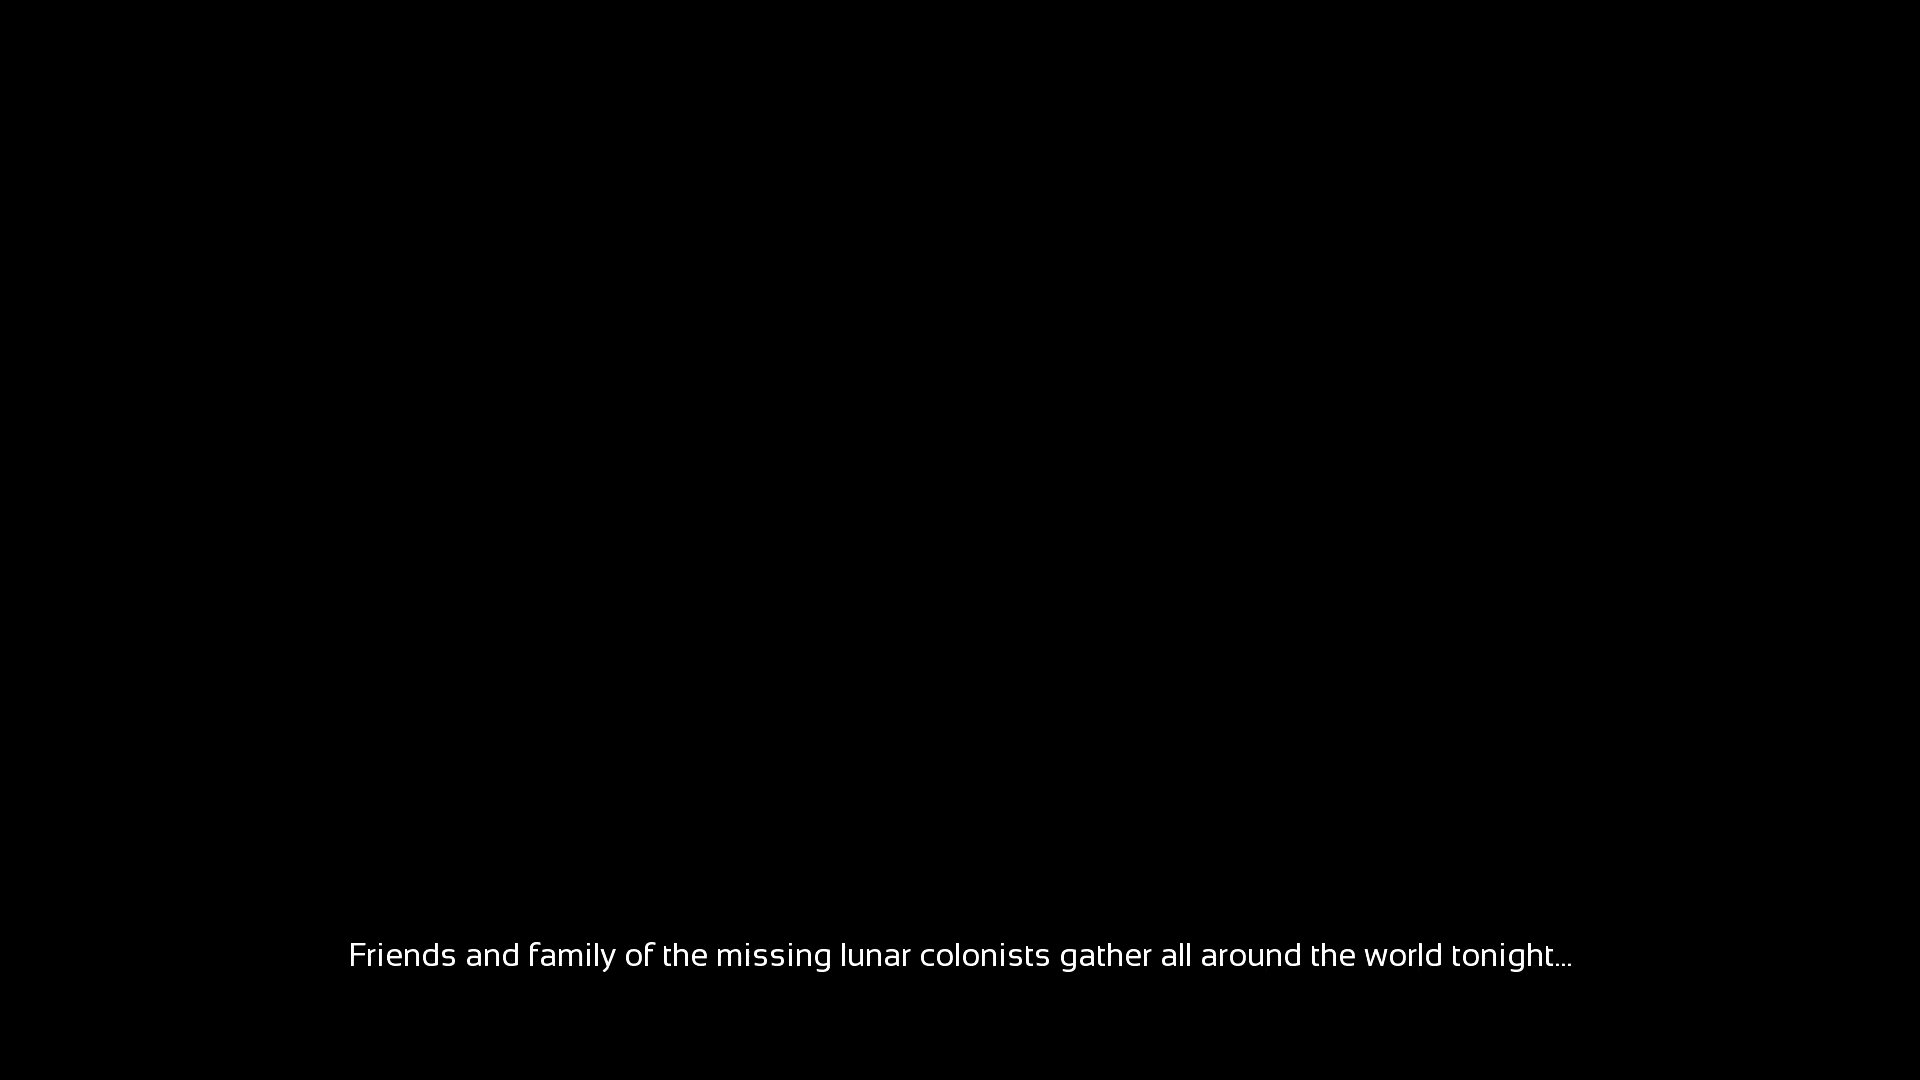 Friends and family of the missing lunar colonists gather all around the world tonight...